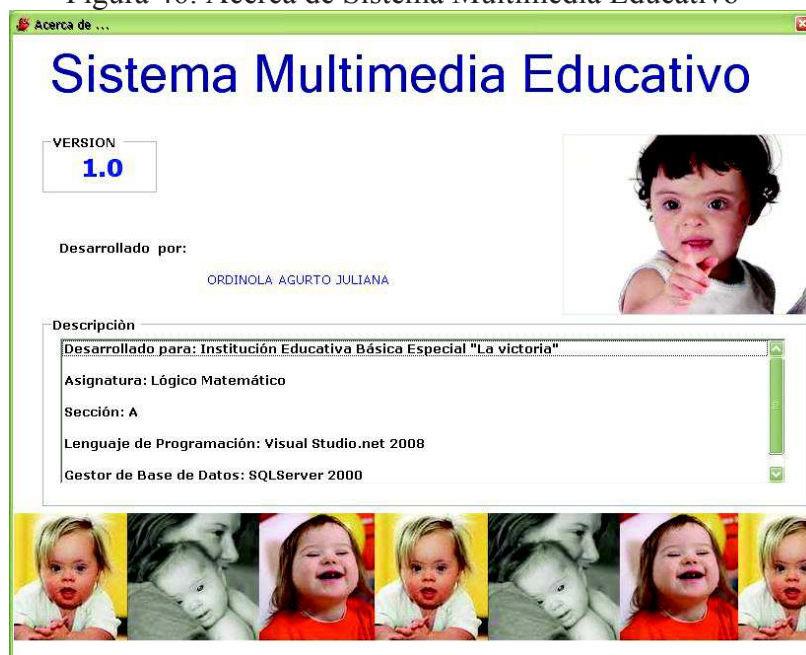 Figura 46: Acerca de Sistema Multimedia Educativo
Acerca de ...
Sistema Multimedia Educativo
VERSION
1.0
Desarrollado por:
ORDINOLA AGURTO JULIANA
Descripciòn
Desarrollado para: Institución Educativa Básica Especial "La victoria"
Asignatura: Lógico Matemático
Sección: A
Lenguaje de Programación: Visual Studio.net 2008
Gestor de Base de Datos: SQLServer 2000